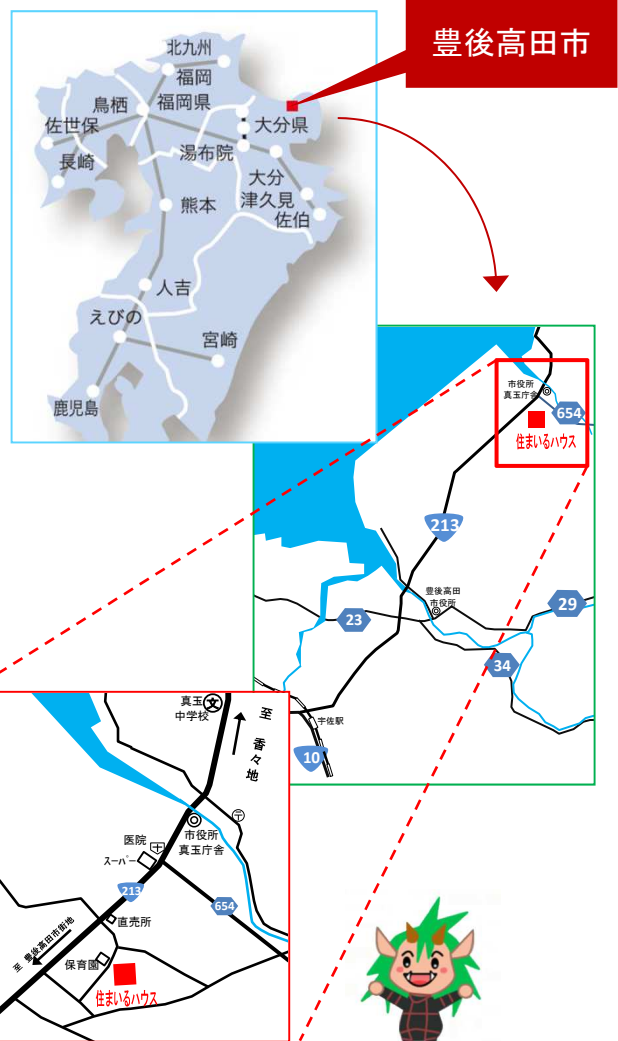 豊後高田市
北九州
福岡
鳥栖
福岡県
佐世保
大分県
長崎
湯布院
大分
熊本
津久見
佐伯
人吉
えびの
宮崎
鹿児島
市役所
真玉庁舎
654
住まいるハウス
213
豊後高田
市役所
23
29
34
宇佐駅
10
真玉
中学校
文
至 香々地
〒
市役所
真玉庁舎
医院
スーパー
213
654
直売所
至 豊後高田市街地
保育園
住まいるハウス